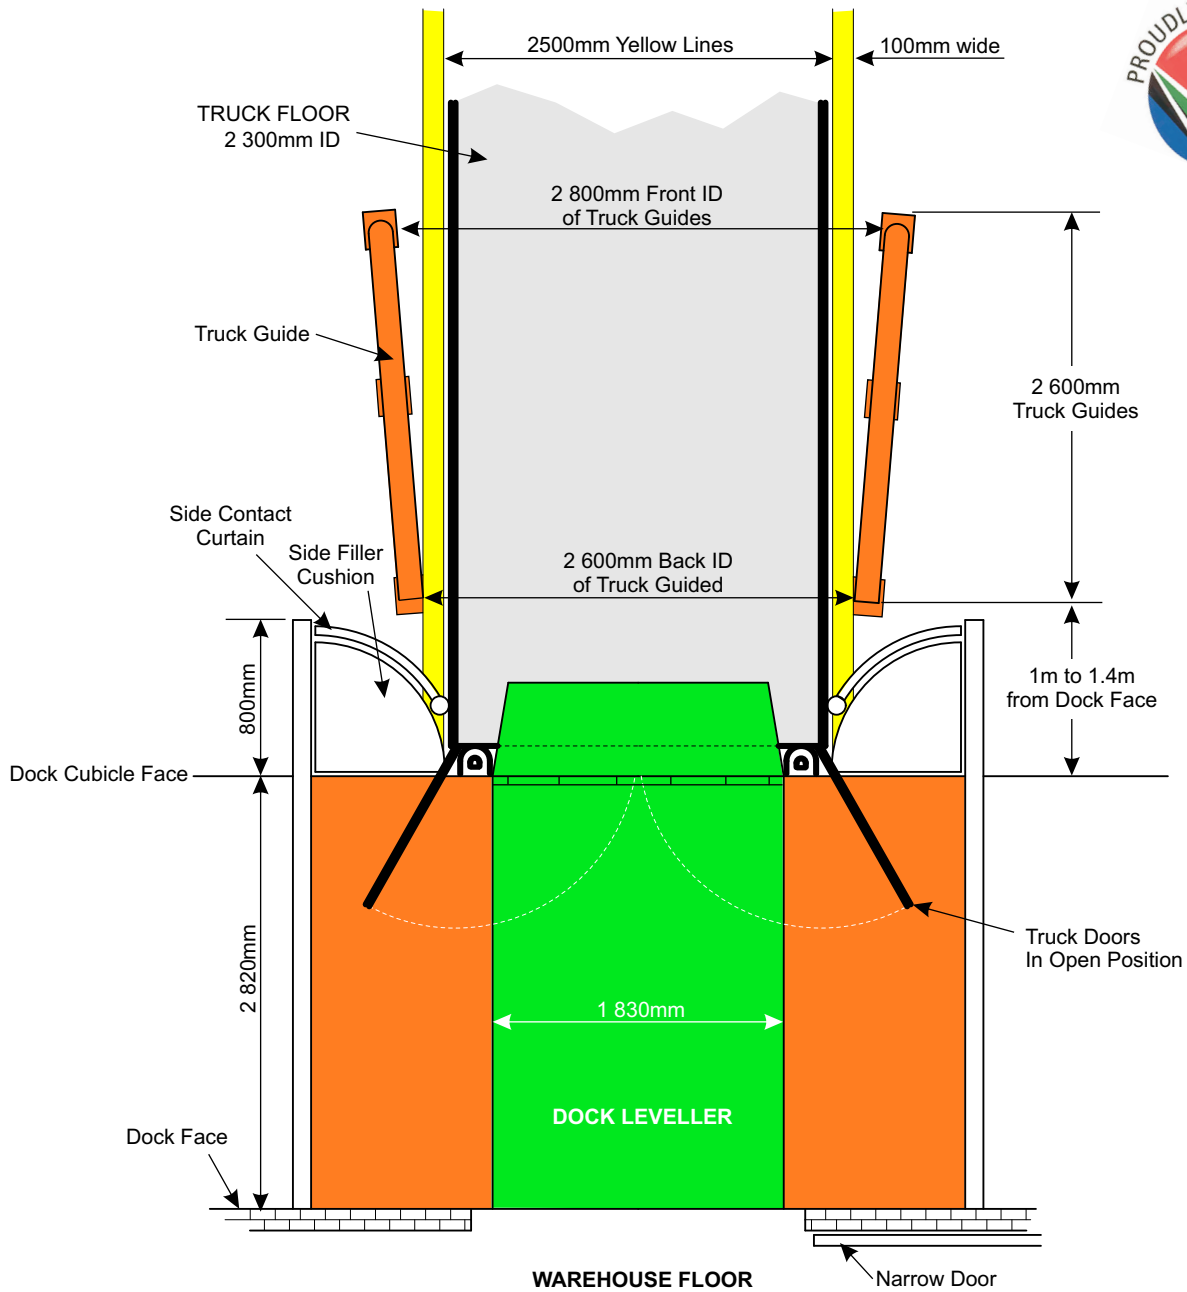 2500mm Yellow Lines
100mm wide
PROUDL
TRUCK FLOOR
2 300mm ID
2 800mm Front ID
of Truck Guides
Truck Guide
2 600mm
Truck Guides
Side Contact
Curtain
Side Filler
Cushion
2 600mm Back ID
of Truck Guided
800mm
1m to 1.4m
from Dock Face
Dock Cubicle Face
2 820mm
Truck Doors
In Open Position
1 830mm
DOCK LEVELLER
Dock Face
WAREHOUSE FLOOR
Narrow Door